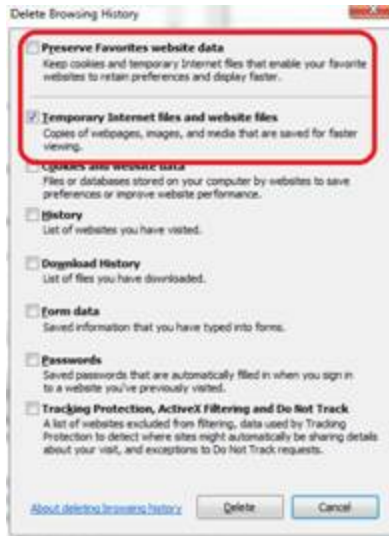 Delete Browsing History
Preserve Favorites website data
Keep cookies and temporary Internet files that enable your favorite
websites to retain preferences and display faster.
Temporary Internet files and website files
Copies of webpages, images, and media that are saved for faster
viewing.
Cookies and website data
Files or databases stored on your computer by websites to save
preferences or improve website performance.
History
List of websites you have visited.
Download History
List of files you have downloaded.
Form data
Saved information that you have typed into forms.
Passwords
Saved passwords that are automatically filled in when you sign in
to a website you've previously visited.
Tracking Protection, ActiveX Filtering and Do Not Track
A list of websites excluded from filtering, data used by Tracking
Protection to detect where sites might automatically be sharing details
about your visit, and exceptions to Do Not Track requests.
About deleting browsing history
Delete
Cancel